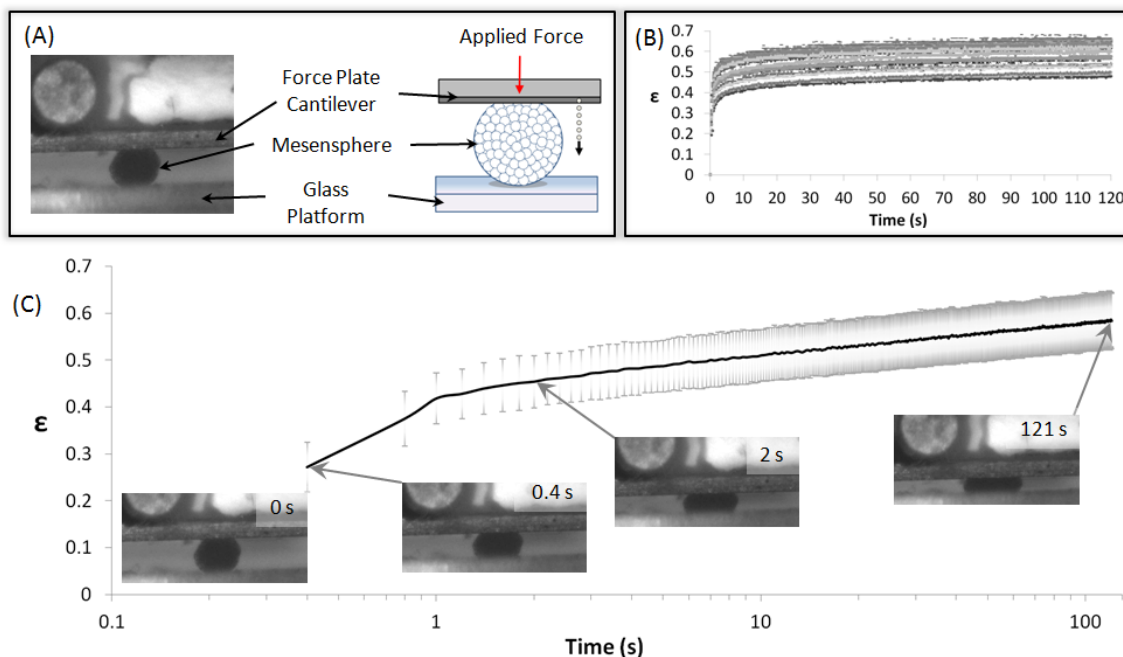 (A)
Applied Force
Force Plate
Cantilever
Mesensphere
Glass
Platform
(B)
ε
0.7
0.6
0.5
0.4
0.3
0.2
0.1
0
0 10 20 30 40 50 60 70 80 90 100 110 120
Time (s)
(C)
ε
0.7
0.6
0.5
0.4
0.3
0.2
0.1
0
0 s
0.4 s
2 s
121 s
0.1 1 10 100
Time (s)